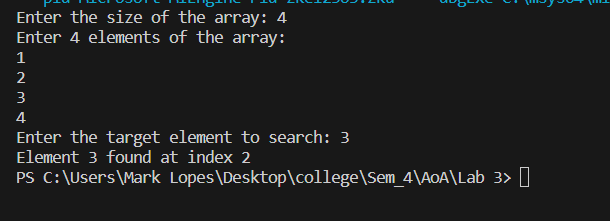 Enter the size of the array: 4
Enter 4 elements of the array:
1
2
3
4
Enter the target element to search: 3
Element 3 found at index 2
PS C:\Users\Mark Lopes\Desktop\college\Sem_4\AoA\Lab 3>